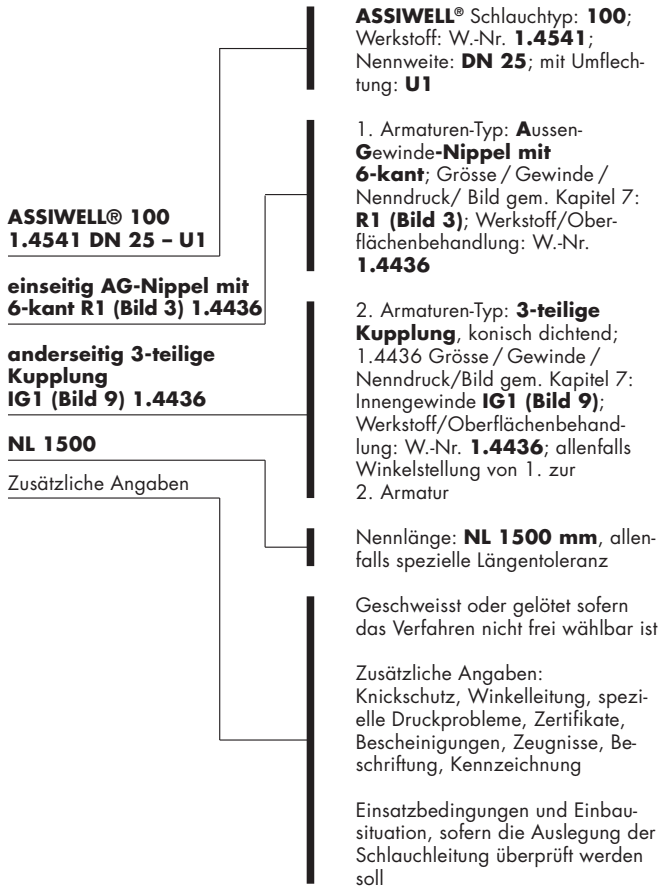 ASSIWELL® 100
1.4541 DN 25 – U1
einseitig AG-Nippel mit
6-kant R1 (Bild 3) 1.4436
anderseitig 3-teilige
Kupplung
IG1 (Bild 9) 1.4436
NL 1500
Zusätzliche Angaben
ASSIWELL® Schlauchtyp: 100;
Werkstoff: W.-Nr. 1.4541;
Nennweite: DN 25; mit Umflech-
tung: U1
1. Armaturen-Typ: Aussen-
Gewinde-Nippel mit
6-kant; Grösse / Gewinde /
Nenndruck/ Bild gem. Kapitel 7:
R1 (Bild 3); Werkstoff/Ober-
flächenbehandlung: W.-Nr.
1.4436
2. Armaturen-Typ: 3-teilige
Kupplung, konisch dichtend;
1.4436 Grösse / Gewinde /
Nenndruck/Bild gem. Kapitel 7:
Innengewinde IG1 (Bild 9);
Werkstoff/Oberflächenbehand-
lung: W.-Nr. 1.4436; allenfalls
Winkelstellung von 1. zur
2. Armatur
Nennlänge: NL 1500 mm, allen-
falls spezielle Längentoleranz
Geschweisst oder gelötet sofern
das Verfahren nicht frei wählbar ist
Zusätzliche Angaben:
Knickschutz, Winkelleitung, spezi-
elle Druckprobleme, Zertifikate,
Bescheinigungen, Zeugnisse, Be-
schriftung, Kennzeichnung
Einsatzbedingungen und Einbau-
situation, sofern die Auslegung der
Schlauchleitung überprüft werden
soll